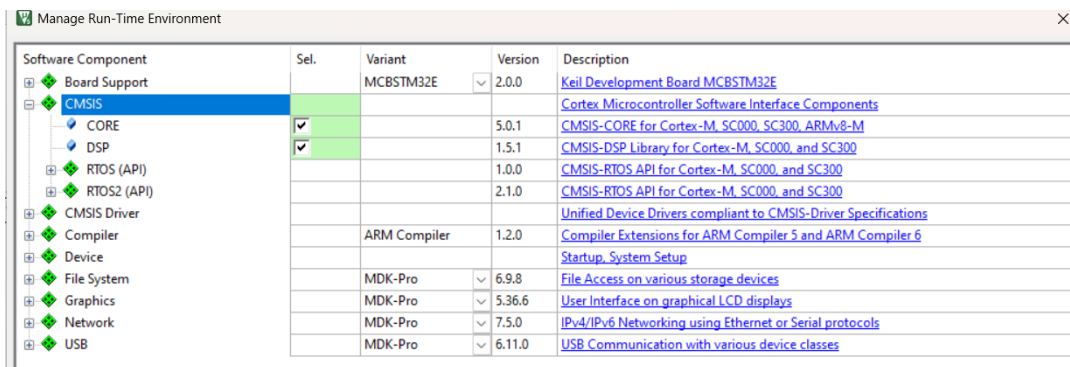 Manage Run-Time Environment
Software Component Sel. Variant Version Description
Board Support MCBSTM32E 2.0.0 Keil Development Board MCBSTM32E
CMSIS Cortex Microcontroller Software Interface Components
CORE 5.0.1 CMSIS-CORE for Cortex-M, SC000, SC300, ARMv8-M
DSP 1.5.1 CMSIS-DSP Library for Cortex-M, SC000, and SC300
RTOS (API) 1.0.0 CMSIS-RTOS API for Cortex-M, SC000, and SC300
RTOS2 (API) 2.1.0 CMSIS-RTOS API for Cortex-M, SC000, and SC300
CMSIS Driver Unified Device Drivers compliant to CMSIS-Driver Specifications
Compiler ARM Compiler 1.2.0 Compiler Extensions for ARM Compiler 5 and ARM Compiler 6
Device Startup, System Setup
File System MDK-Pro 6.9.8 File Access on various storage devices
Graphics MDK-Pro 5.36.6 User Interface on graphical LCD displays
Network MDK-Pro 7.5.0 IPv4/IPv6 Networking using Ethernet or Serial protocols
USB MDK-Pro 6.11.0 USB Communication with various device classes